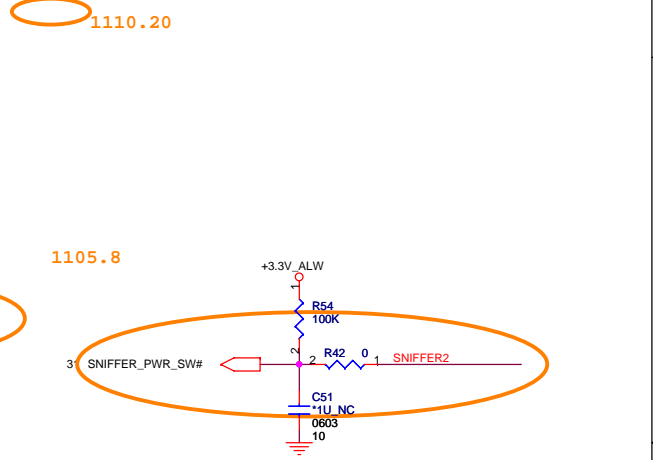 1110.20
1105.8
+3.3V_ALW
1
R54
100K
2
31 SNIFFER_PWR_SW#
2 R42 0 1 SNIFFER2
C51
*1U_NC
0603
10